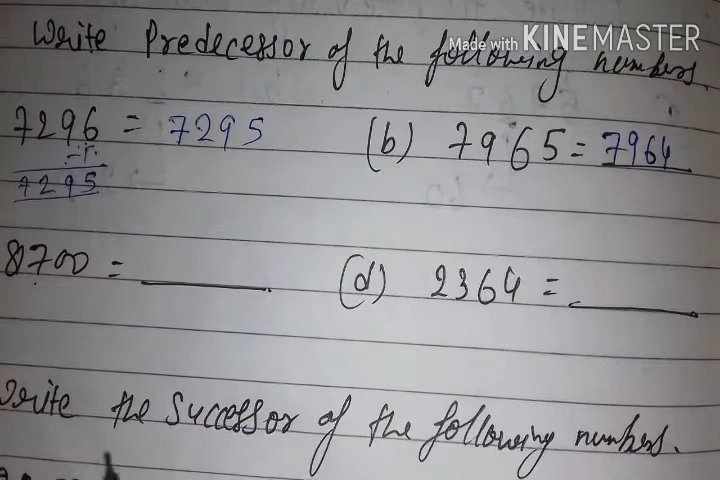 Write Predecessor of the following numbers.
Made with KINEMASTER
7296 = 7295 (b) 7965 = 7964
-1
7295
8700 = ______ (d) 2364 = ______
Write the Successor of the following numbers.